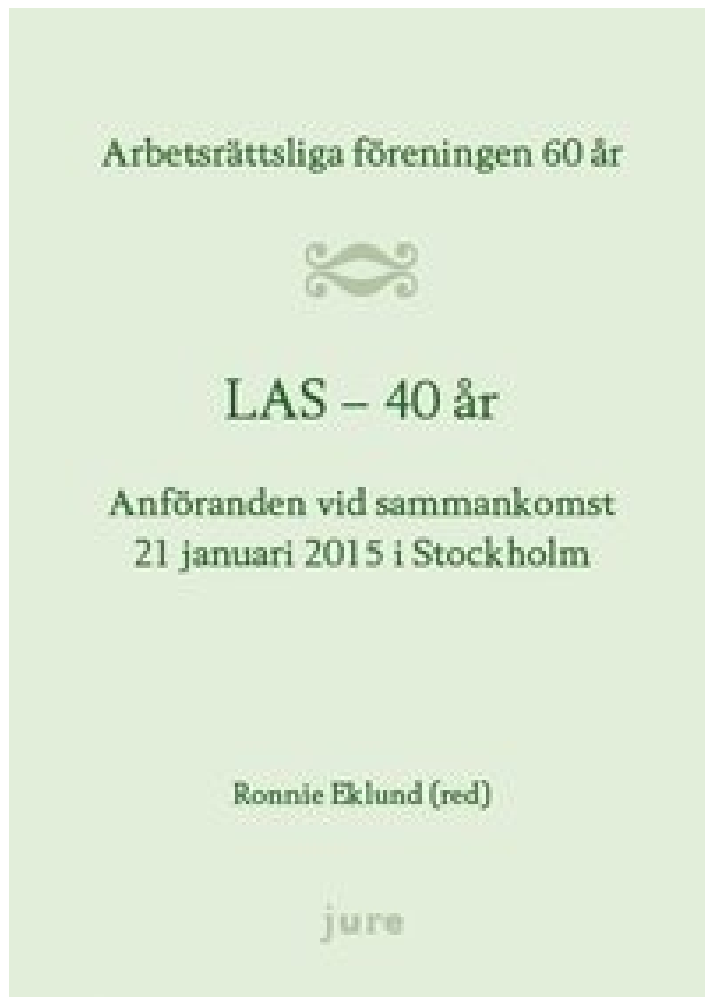 Arbetsrättsliga föreningen 60 år
LAS – 40 år
Anföranden vid sammankomst
21 januari 2015 i Stockholm
Ronnie Eklund (red)
jure